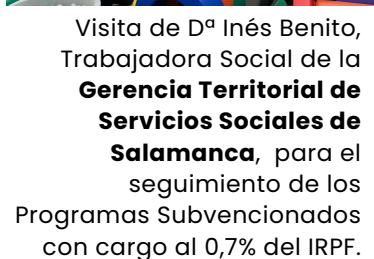 Visita de Dª Inés Benito,
Trabajadora Social de la
Gerencia Territorial de
Servicios Sociales de
Salamanca, para el
seguimiento de los
Programas Subvencionados
con cargo al 0,7% del IRPF.